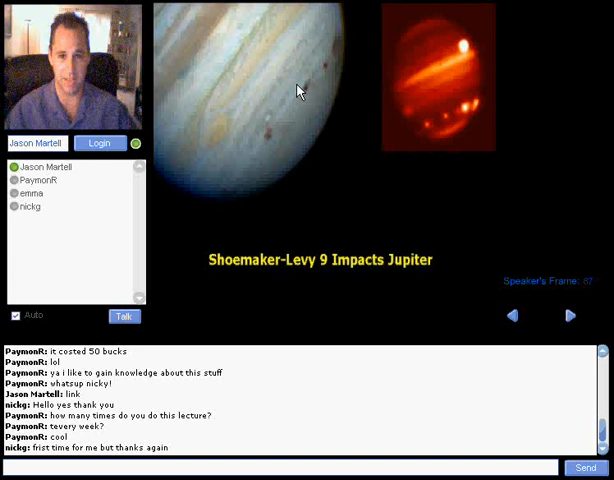 Jason Martell
Login
Jason Martell
PaymonR
emma
nickg
Auto
Talk
Shoemaker-Levy 9 Impacts Jupiter
Speaker's Frame: 67
PaymonR: it costed 50 bucks
PaymonR: lol
PaymonR: ya i like to gain knowledge about this stuff
PaymonR: whatsup nicky!
Jason Martell: link
nickg: Hello yes thank you
PaymonR: how many times do you do this lecture?
PaymonR: tevery week?
PaymonR: cool
nickg: frist time for me but thanks again
Send